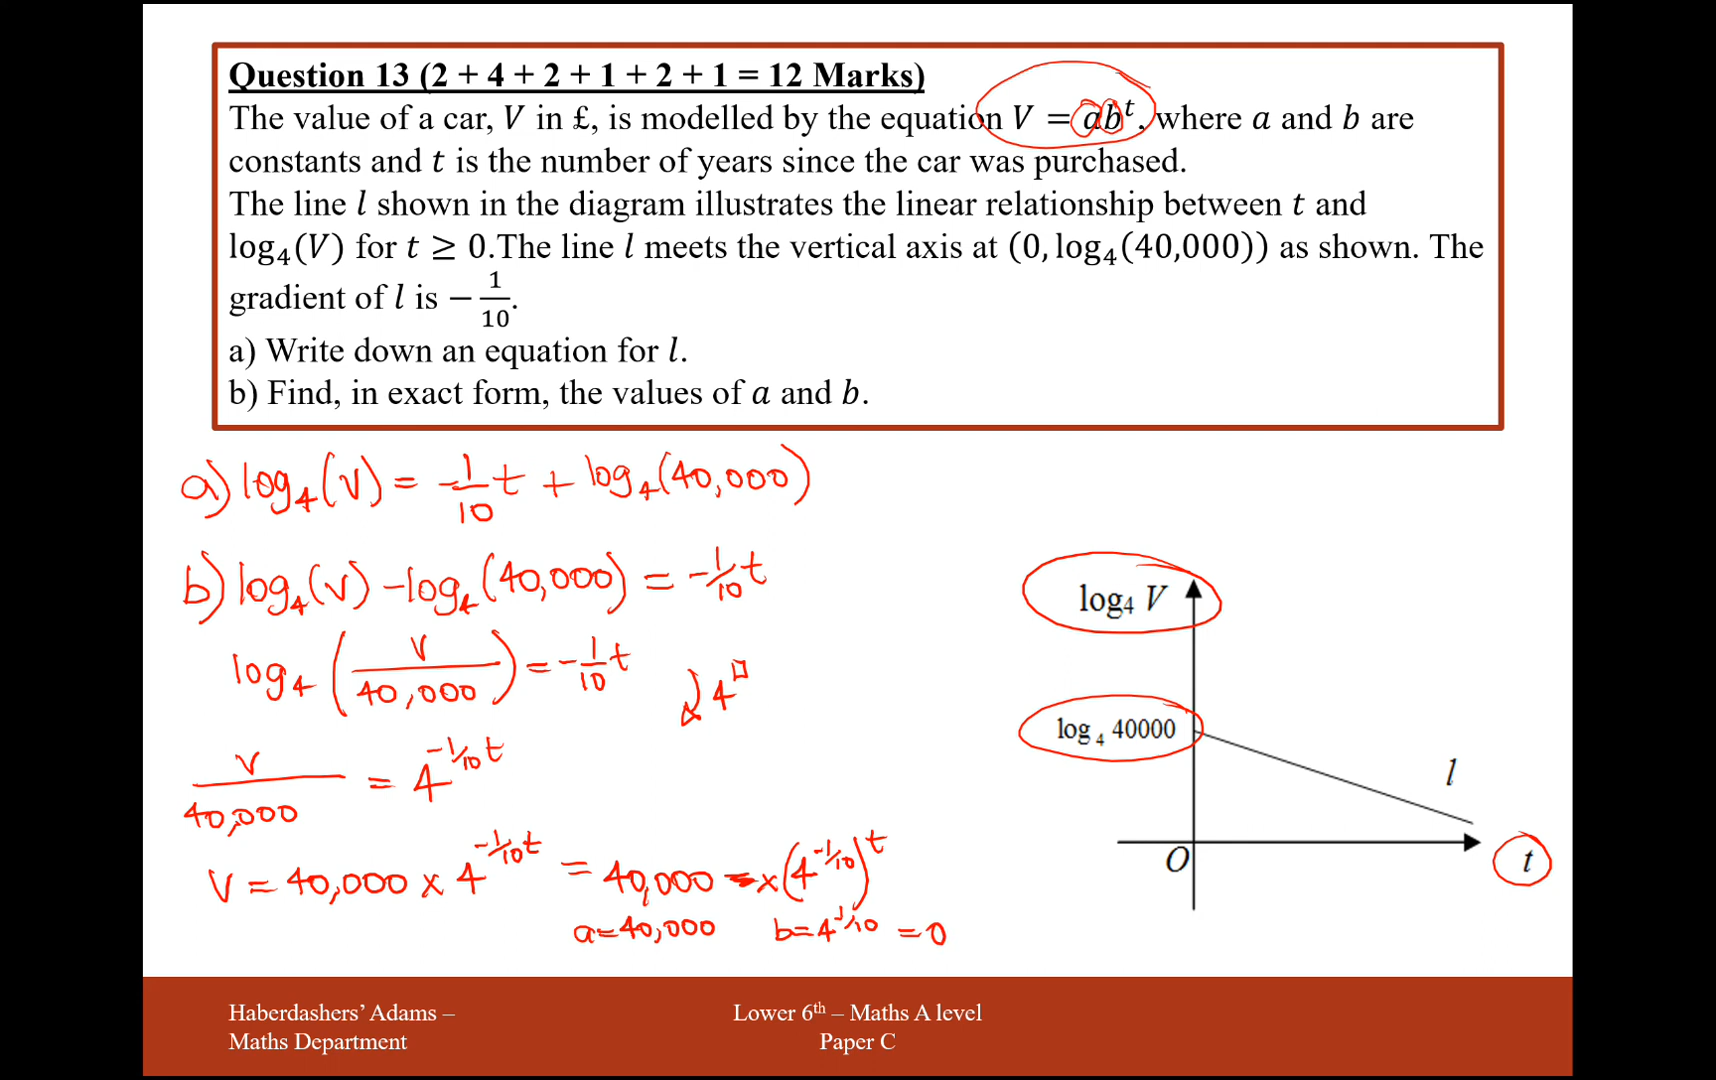 Question 13 (2 + 4 + 2 + 1 + 2 + 1 = 12 Marks)
The value of a car, V in £, is modelled by the equation V = abᵗ, where a and b are
constants and t is the number of years since the car was purchased.
The line l shown in the diagram illustrates the linear relationship between t and
log₄(V) for t ≥ 0.The line l meets the vertical axis at (0, log₄(40,000)) as shown. The
gradient of l is −1/10.
a) Write down an equation for l.
b) Find, in exact form, the values of a and b.
a) log₄(V) = -1/10 t + log₄(40,000)
b) log₄(V) - log₄(40,000) = -1/10 t
log₄(V/40,000) = -1/10 t  4^□
V/40,000 = 4^(-1/10 t)
V = 40,000 x 4^(-1/10 t) = 40,000 x (4^(-1/10))^t
a=40,000 b=4^(-1/10) = 0
log₄ V
log ₄ 40000
l
O
t
Haberdashers' Adams –
Maths Department
Lower 6th – Maths A level
Paper C